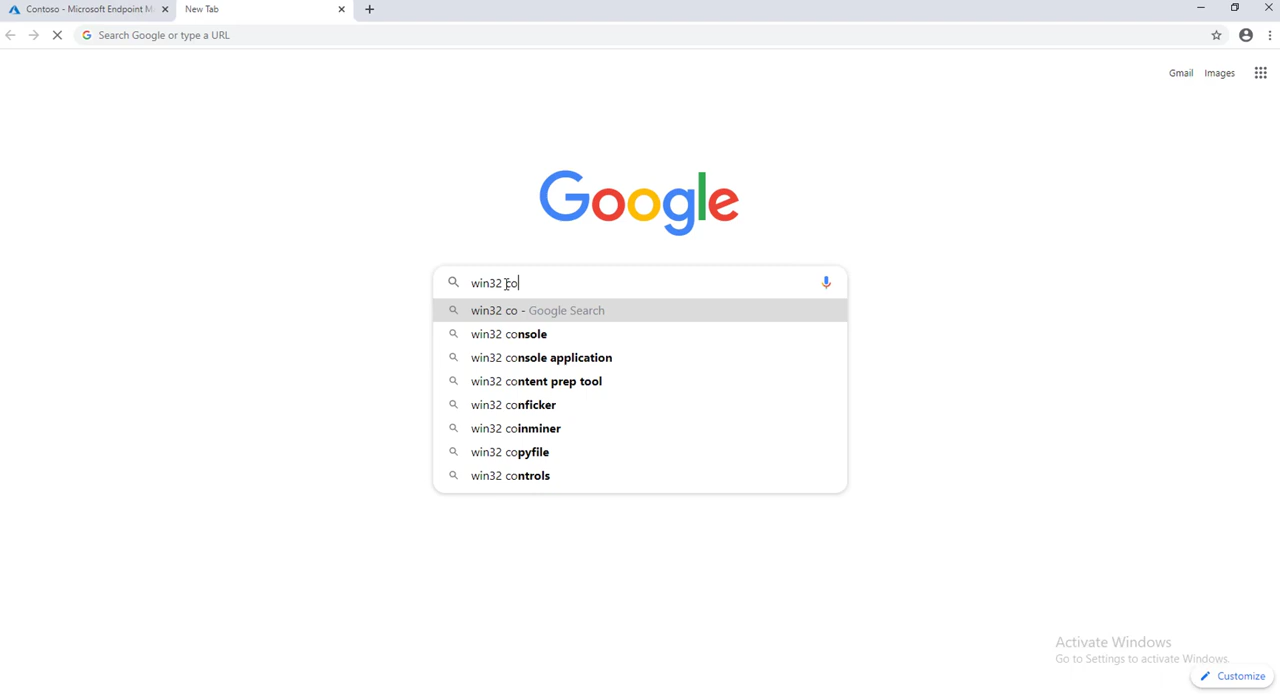 Contoso - Microsoft Endpoint M
New Tab
Search Google or type a URL
Gmail Images
Google
win32 co
win32 co - Google Search
win32 console
win32 console application
win32 content prep tool
win32 conficker
win32 coinminer
win32 copyfile
win32 controls
Activate Windows
Go to Settings to activate Windows.
Customize